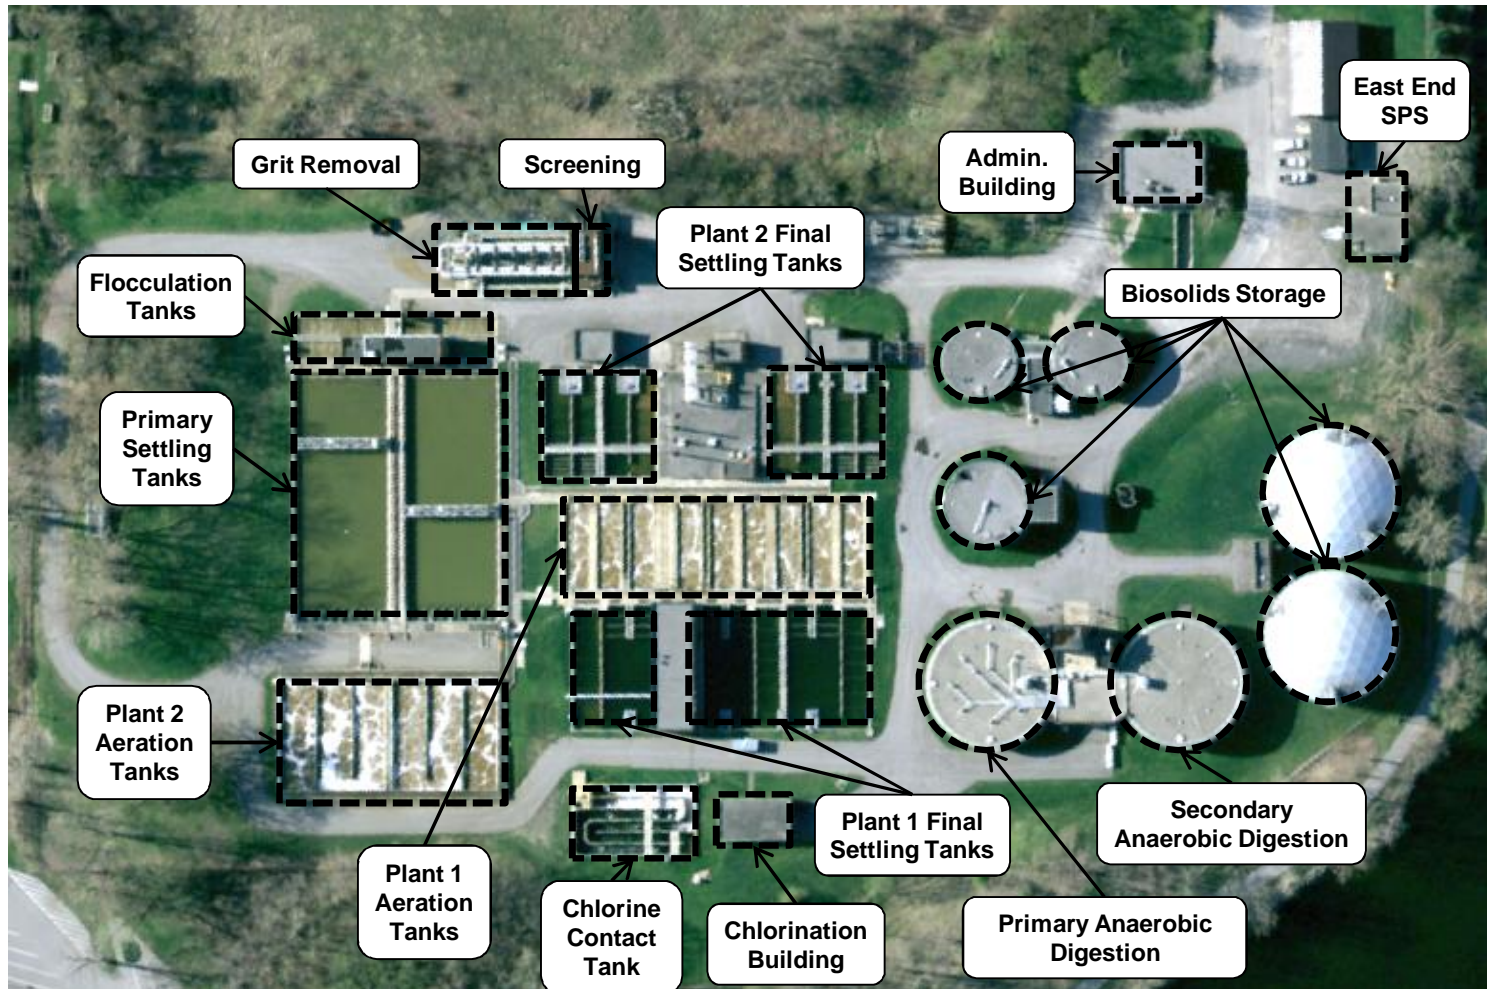 East End
SPS
Grit Removal
Screening
Admin.
Building
Plant 2 Final
Settling Tanks
Flocculation
Tanks
Biosolids Storage
Primary
Settling
Tanks
Plant 2
Aeration
Tanks
Secondary
Anaerobic Digestion
Plant 1 Final
Settling Tanks
Plant 1
Aeration
Tanks
Chlorine
Contact
Tank
Chlorination
Building
Primary Anaerobic
Digestion